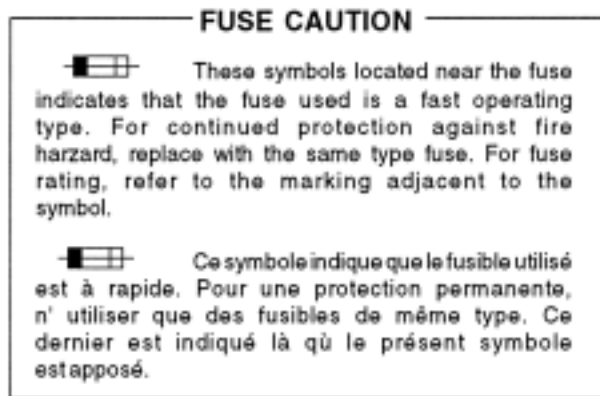 FUSE CAUTION
These symbols located near the fuse
indicates that the fuse used is a fast operating
type. For continued protection against fire
harzard, replace with the same type fuse. For fuse
rating, refer to the marking adjacent to the
symbol.
Ce symbole indique que le fusible utilisé
est à rapide. Pour une protection permanente,
n' utiliser que des fusibles de même type. Ce
dernier est indiqué là qù le présent symbole
est apposé.